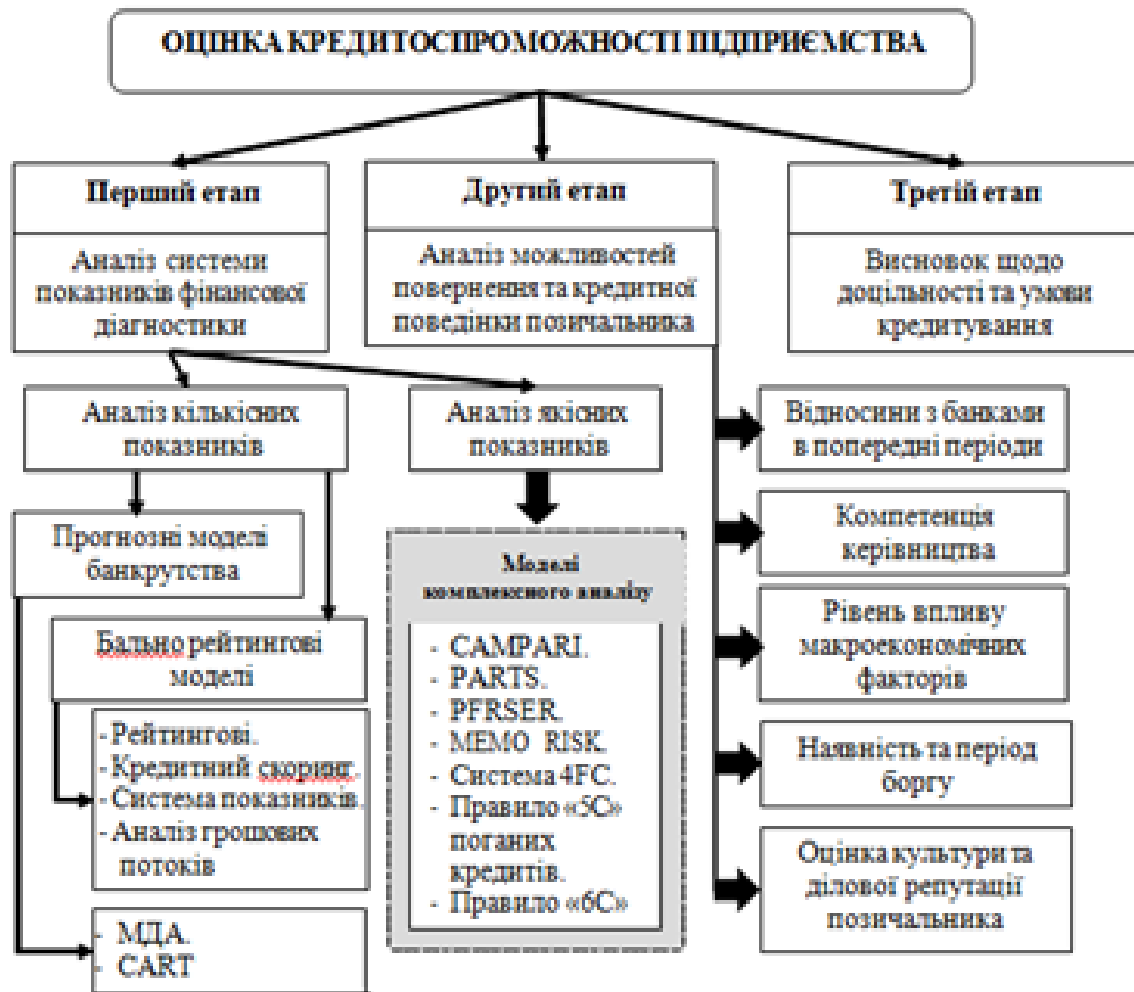 ОЦІНКА КРЕДИТОСПРОМОЖНОСТІ ПІДПРИЄМСТВА
Перший етап
Аналіз системи
показників фінансової
діагностики
Другий етап
Аналіз можливостей
повернення та кредитної
поведінки позичальника
Третій етап
Висновок щодо
доцільності та умови
кредитування
Аналіз кількісних
показників
Аналіз якісних
показників
Прогнозні моделі
банкрутства
Бально рейтингові
моделі
- Рейтингові.
- Кредитний скоринг.
- Система показників.
- Аналіз грошових
потоків
- МДА.
- CART
Моделі
комплексного аналізу
- CAMPARI.
- PARTS.
- PFRSER.
- MEMO RISK.
- Система 4FC.
- Правило «5С»
поганих
кредитів.
- Правило «6С»
Відносини з банками
в попередні періоди
Компетенція
керівництва
Рівень впливу
макроекономічних
факторів
Наявність та період
боргу
Оцінка культури та
ділової репутації
позичальника